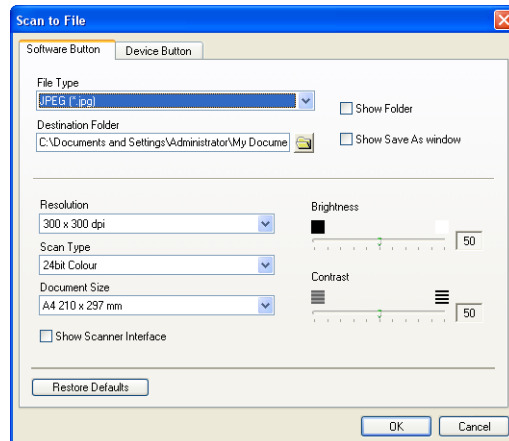 Scan to File
Software Button
Device Button
File Type
JPEG (*.jpg)
Show Folder
Destination Folder
C:\Documents and Settings\Administrator\My Docume
Show Save As window
Resolution
300 x 300 dpi
Brightness
50
Scan Type
24bit Colour
Document Size
A4 210 x 297 mm
Contrast
50
Show Scanner Interface
Restore Defaults
OK
Cancel